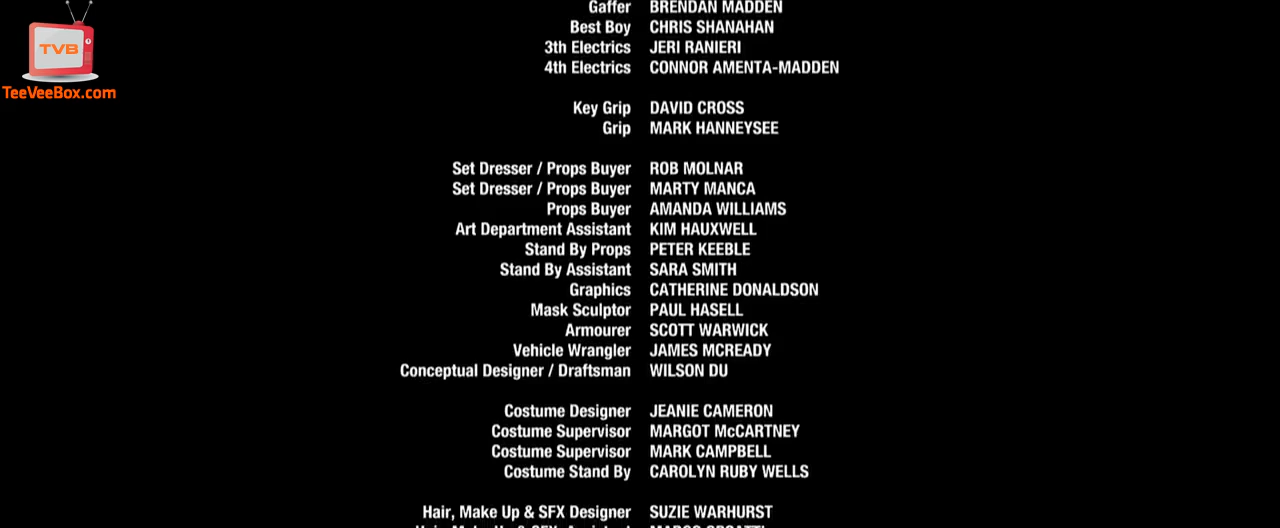 TVB
TeeVeeBox.com
Gaffer BRENDAN MADDEN
Best Boy CHRIS SHANAHAN
3th Electrics JERI RANIERI
4th Electrics CONNOR AMENTA-MADDEN
Key Grip DAVID CROSS
Grip MARK HANNEYSEE
Set Dresser / Props Buyer ROB MOLNAR
Set Dresser / Props Buyer MARTY MANCA
Props Buyer AMANDA WILLIAMS
Art Department Assistant KIM HAUXWELL
Stand By Props PETER KEEBLE
Stand By Assistant SARA SMITH
Graphics CATHERINE DONALDSON
Mask Sculptor PAUL HASELL
Armourer SCOTT WARWICK
Vehicle Wrangler JAMES MCREADY
Conceptual Designer / Draftsman WILSON DU
Costume Designer JEANIE CAMERON
Costume Supervisor MARGOT McCARTNEY
Costume Supervisor MARK CAMPBELL
Costume Stand By CAROLYN RUBY WELLS
Hair, Make Up & SFX Designer SUZIE WARHURST
Hair, Make Up & SFX